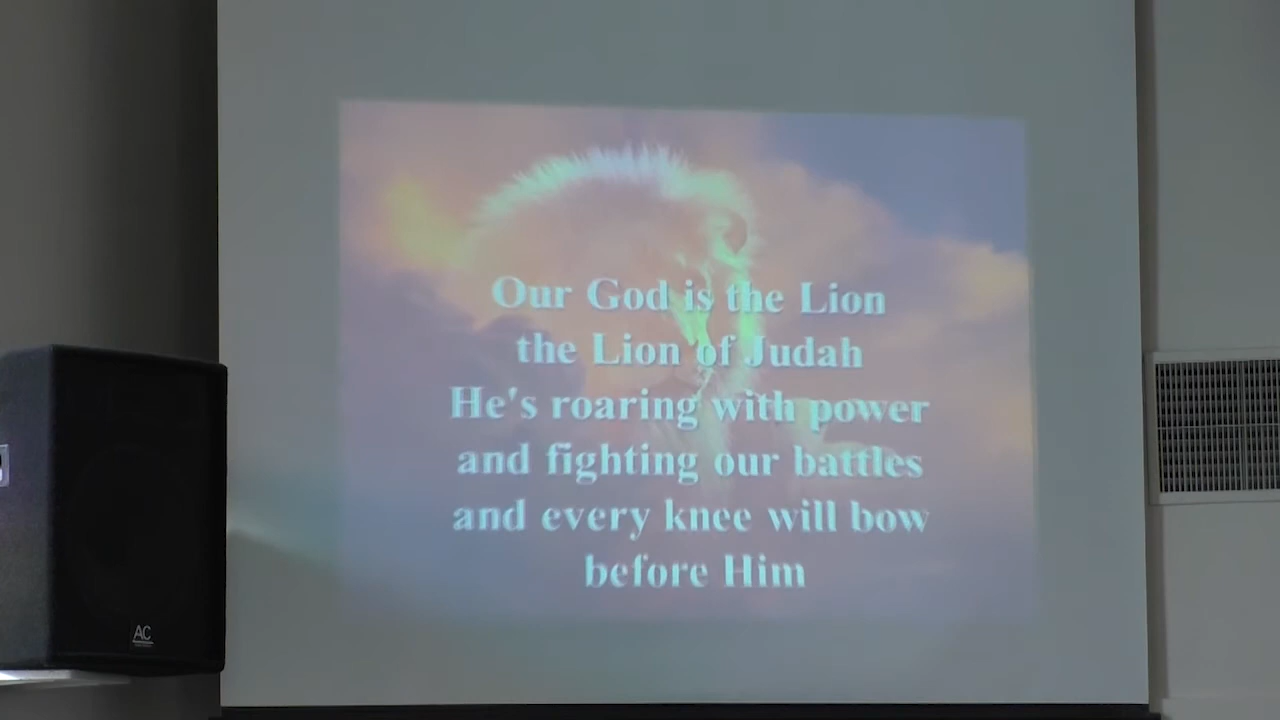 Our God is the Lion
the Lion of Judah
He's roaring with power
and fighting our battles
and every knee will bow
before Him
AC